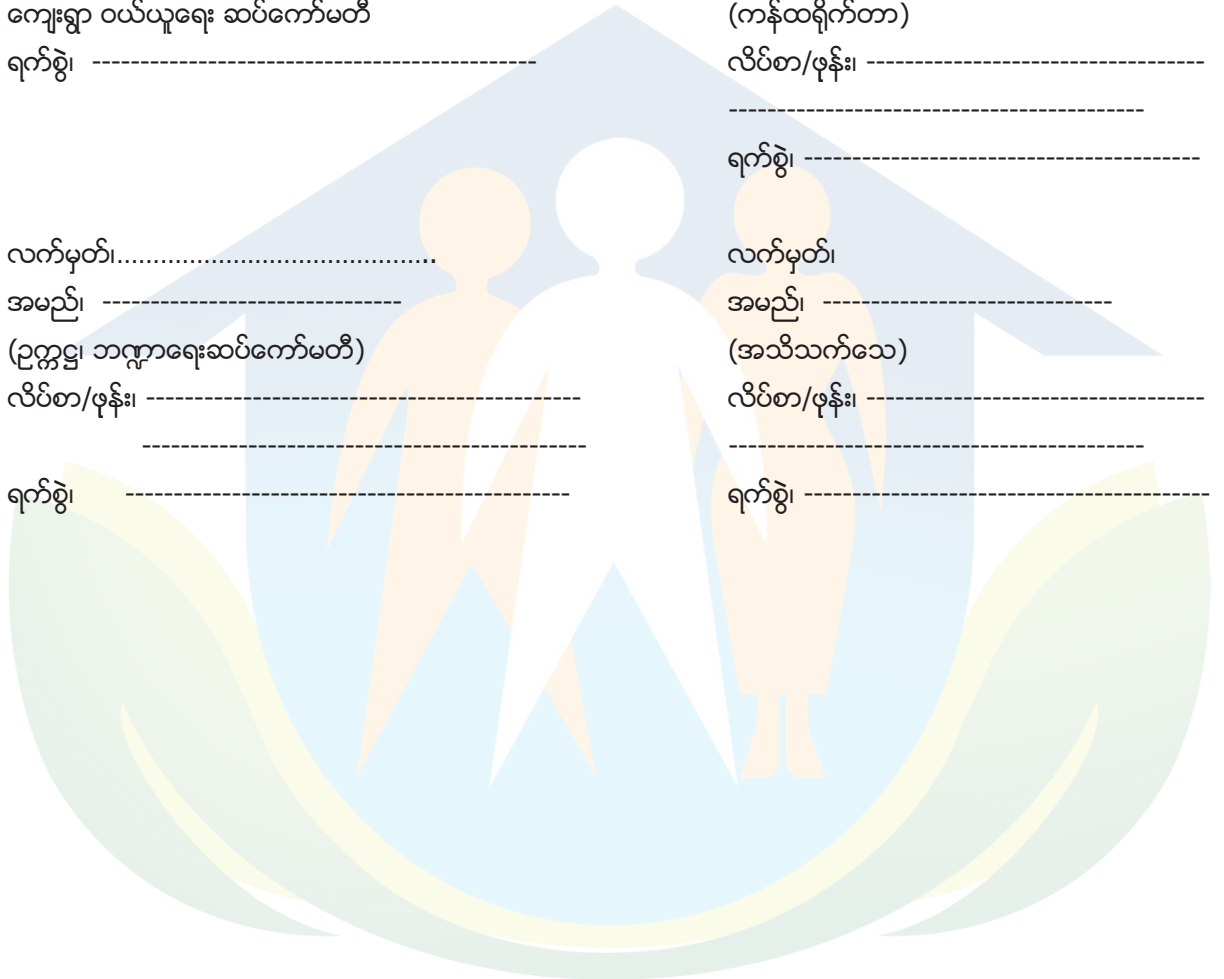 ကျေးရွာ ဝယ်ယူရေး ဆပ်ကော်မတီ
ရက်စွဲ၊ ----------------------------------------------
(ကန်ထရိုက်တာ)
လိပ်စာ/ဖုန်း၊ -----------------------------------
-------------------------------------------
ရက်စွဲ၊ -----------------------------------------
လက်မှတ်၊............................................
အမည်၊ -------------------------------
(ဥက္ကဋ္ဌ၊ ဘဏ္ဍာရေးဆပ်ကော်မတီ)
လိပ်စာ/ဖုန်း၊ ---------------------------------------------
----------------------------------------------
ရက်စွဲ၊ ----------------------------------------------
လက်မှတ်၊
အမည်၊ ------------------------------
(အသိသက်သေ)
လိပ်စာ/ဖုန်း၊ -----------------------------------
-------------------------------------------
ရက်စွဲ၊ ------------------------------------------